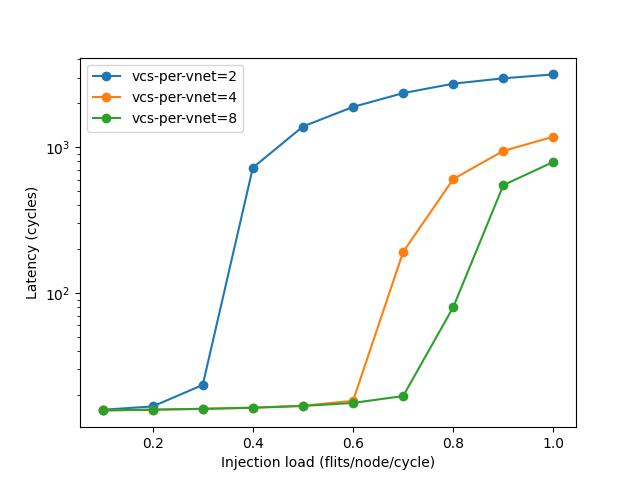 vcs-per-vnet=2
vcs-per-vnet=4
vcs-per-vnet=8
Latency (cycles)
10³
10²
0.2 0.4 0.6 0.8 1.0
Injection load (flits/node/cycle)